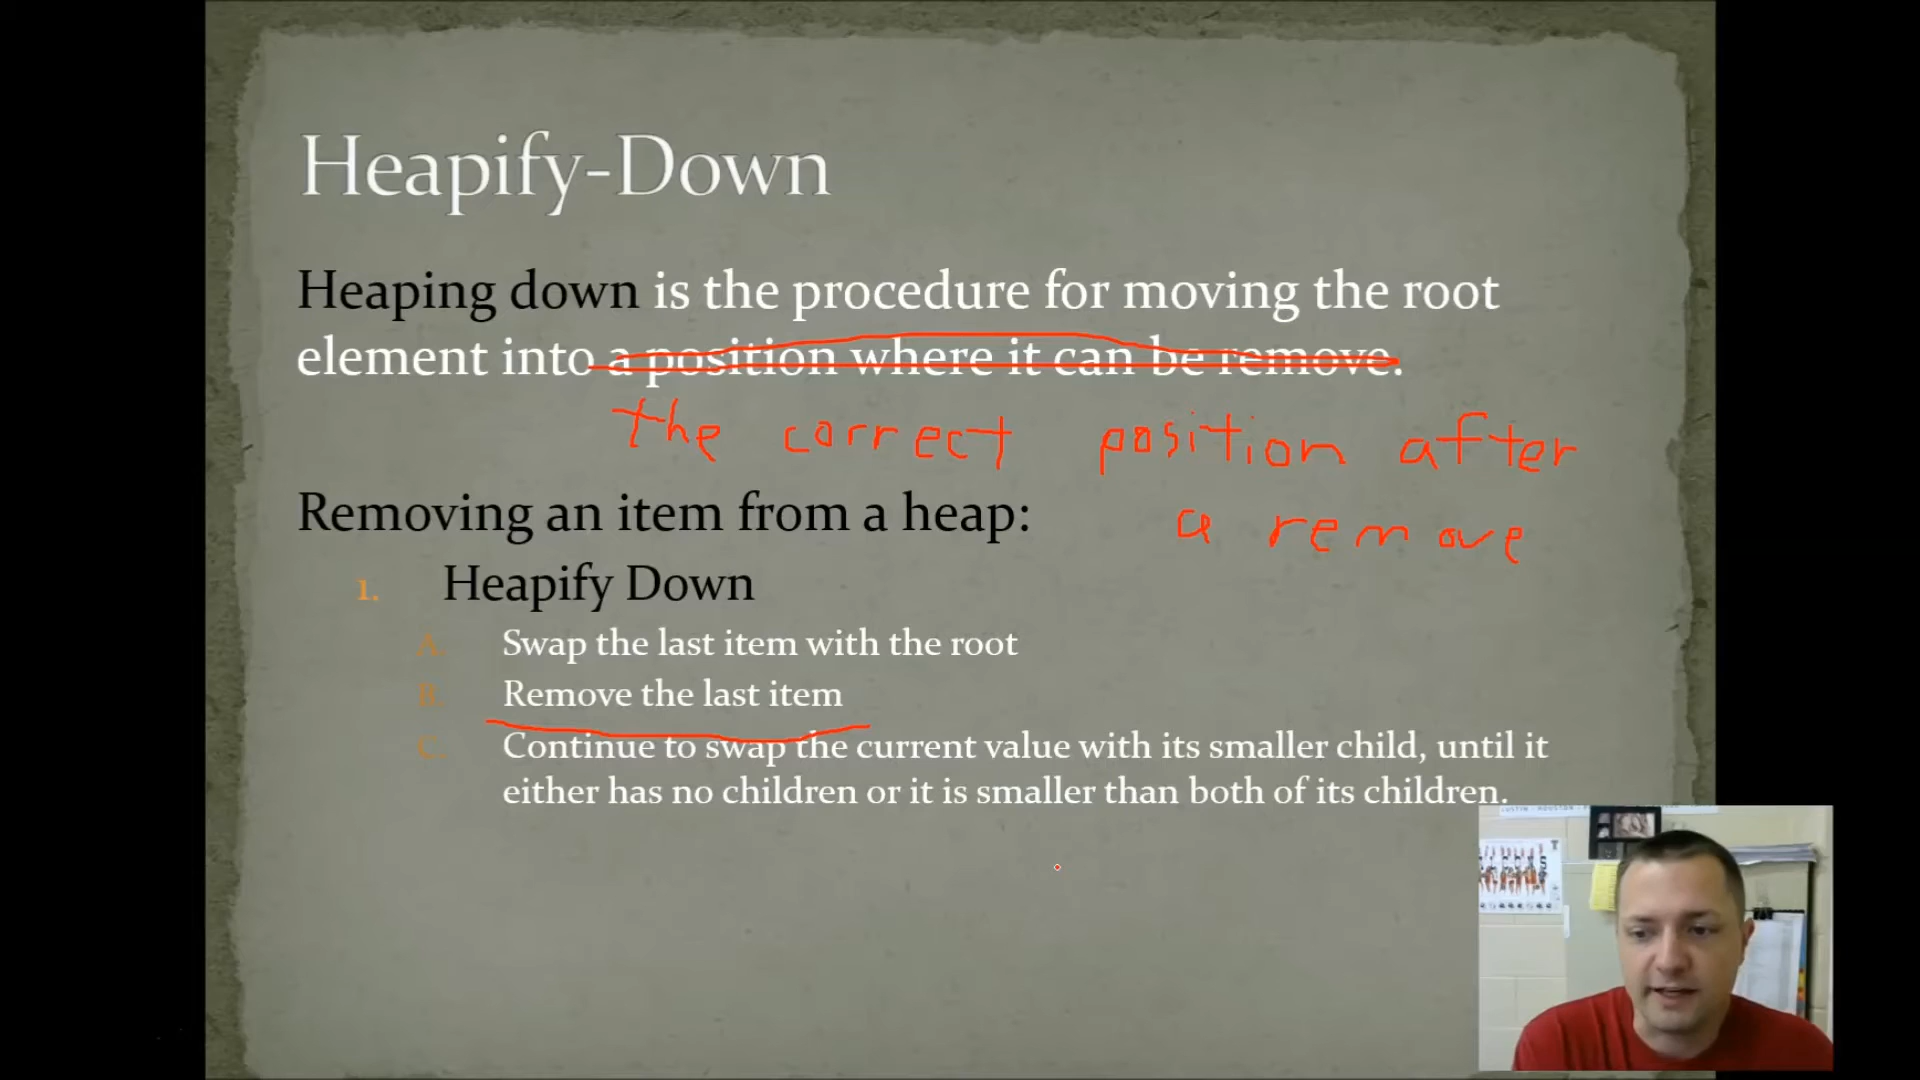 Heapify-Down
Heaping down is the procedure for moving the root
element into a position where it can be remove.
the correct position after
a remove
Removing an item from a heap:
1. Heapify Down
A. Swap the last item with the root
B. Remove the last item
C. Continue to swap the current value with its smaller child, until it
either has no children or it is smaller than both of its children.